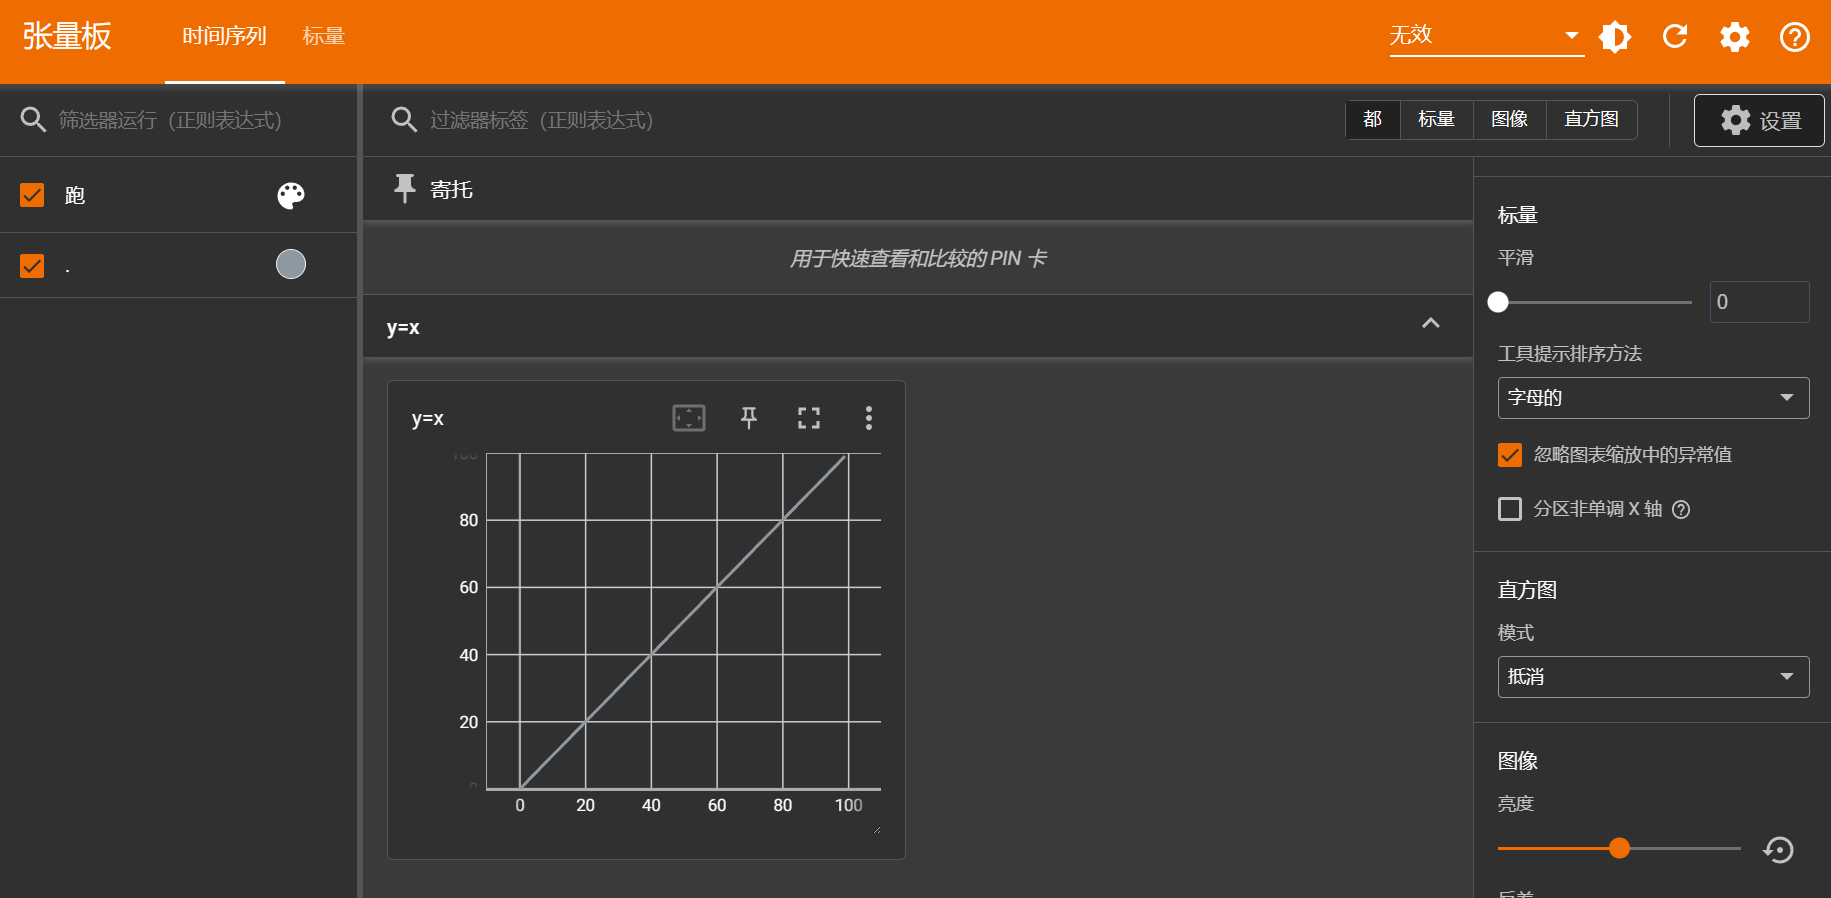 张量板
时间序列
标量
无效
筛选器运行（正则表达式）
过滤器标签（正则表达式）
都
标量
图像
直方图
设置
跑
.
寄托
用于快速查看和比较的 PIN 卡
y=x
y=x
80
60
40
20
0 20 40 60 80 100
标量
平滑
0
工具提示排序方法
字母的
忽略图表缩放中的异常值
分区非单调 X 轴
直方图
模式
抵消
图像
亮度